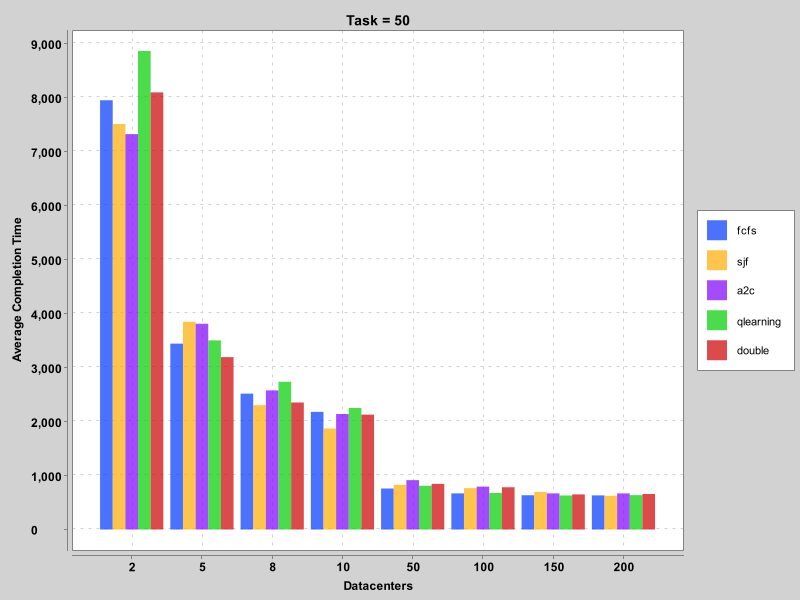 Task = 50
9,000
8,000
7,000
6,000
5,000
4,000
3,000
2,000
1,000
0
Average Completion Time
2 5 8 10 50 100 150 200
Datacenters
fcfs
sjf
a2c
qlearning
double